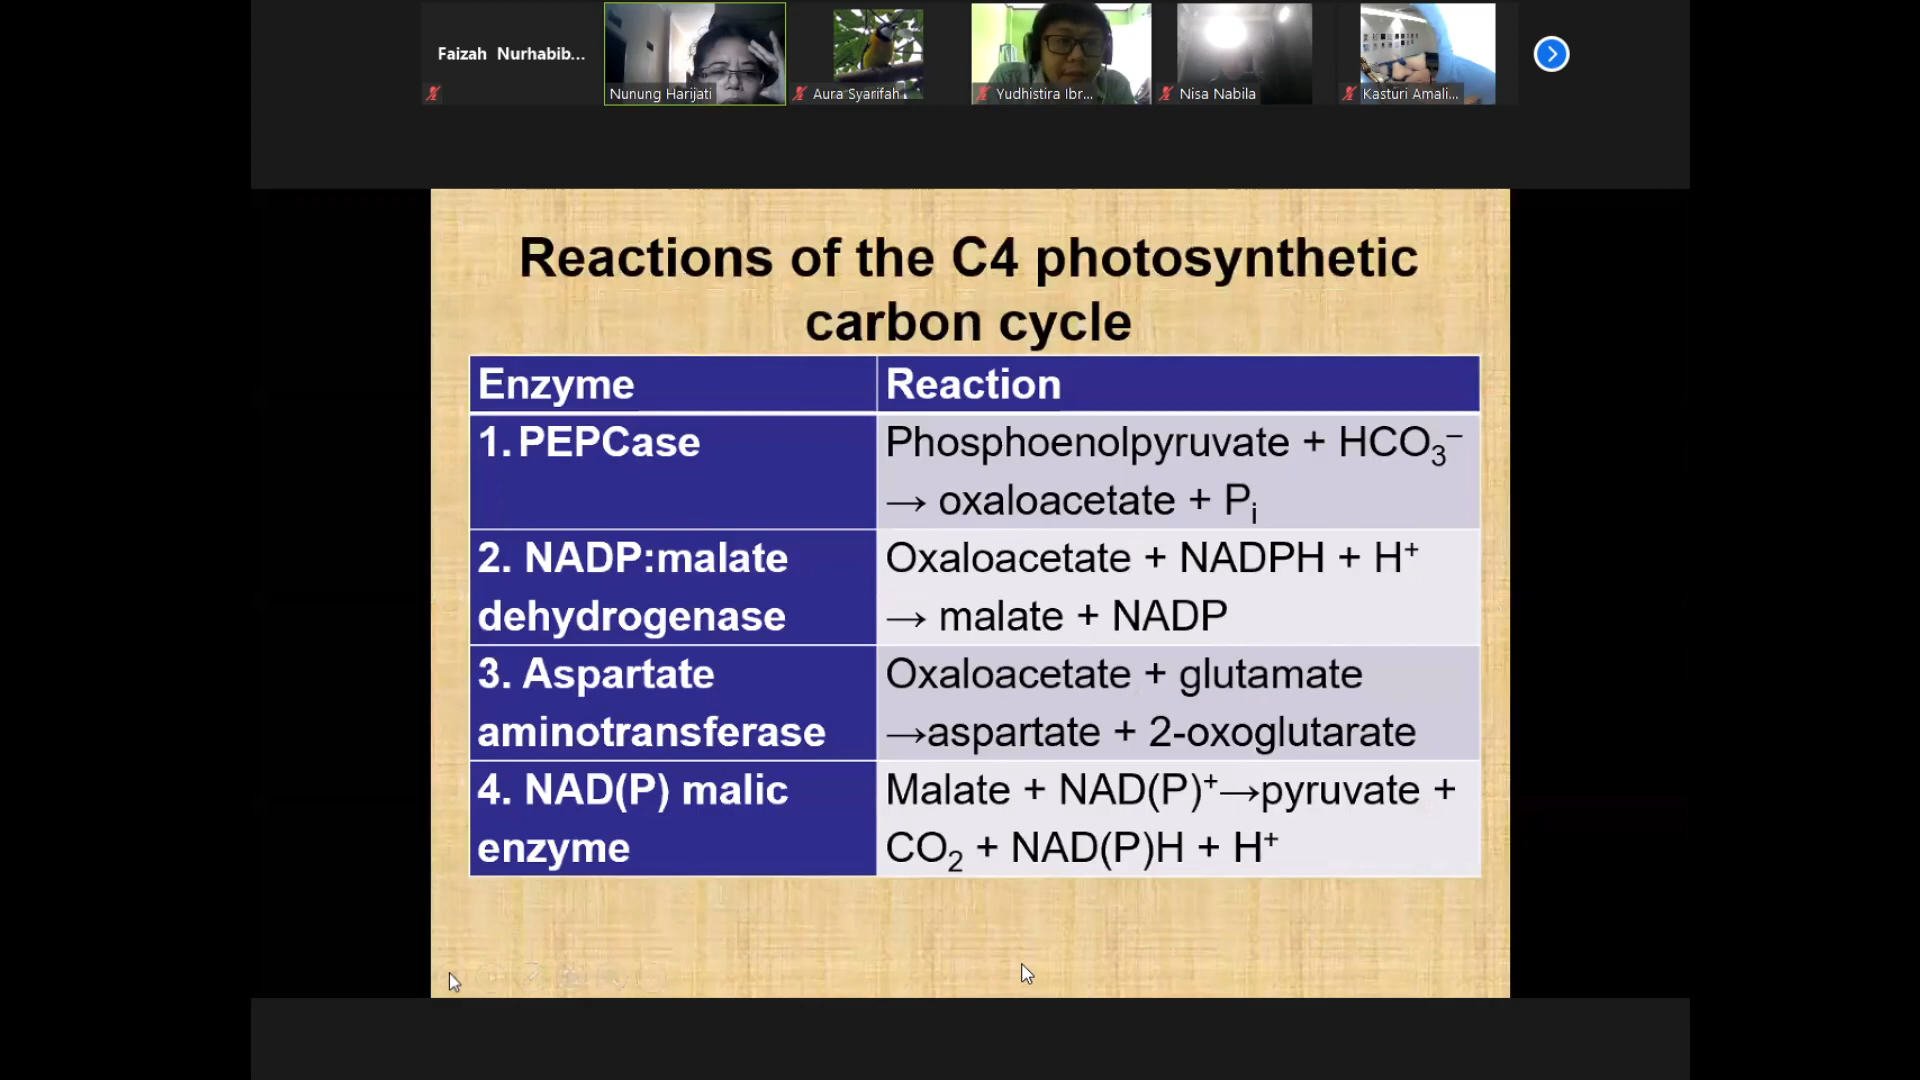 Faizah Nurhabib...
Nunung Harijati
Aura Syarifah
Yudhistira Ibr...
Nisa Nabila
Kasturi Amali...
Reactions of the C4 photosynthetic
carbon cycle
Enzyme
Reaction
1. PEPCase
Phosphoenolpyruvate + HCO₃⁻
→ oxaloacetate + Pᵢ
2. NADP:malate
dehydrogenase
Oxaloacetate + NADPH + H⁺
→ malate + NADP
3. Aspartate
aminotransferase
Oxaloacetate + glutamate
→aspartate + 2-oxoglutarate
4. NAD(P) malic
enzyme
Malate + NAD(P)⁺→pyruvate +
CO₂ + NAD(P)H + H⁺